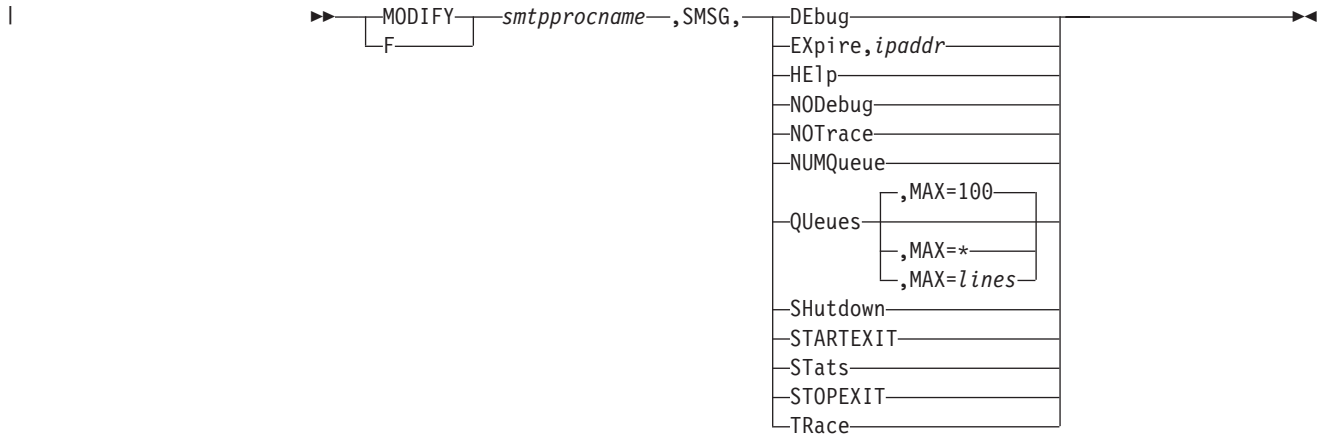 | MODIFY smtpprocname ,SMSG, DEbug
F EXpire,ipaddr
HElp
NODebug
NOTrace
NUMQueue
,MAX=100
QUeues
,MAX=*
,MAX=lines
SHutdown
STARTEXIT
STats
STOPEXIT
TRace